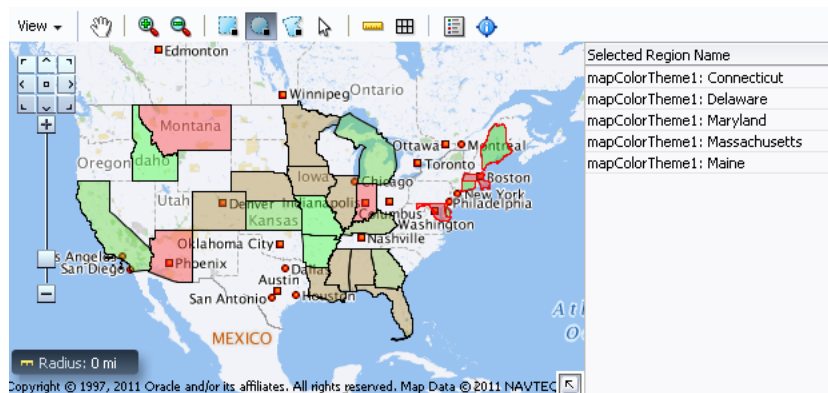 View
Selected Region Name
mapColorTheme1: Connecticut
mapColorTheme1: Delaware
mapColorTheme1: Maryland
mapColorTheme1: Massachusetts
mapColorTheme1: Maine
Edmonton
Winnipeg
Ontario
Montana
Ottawa
Montreal
Oregon
Idaho
Toronto
Iowa
Chicago
Boston
New York
Utah
Denver
Indianapolis
Philadelphia
Kansas
Columbus
Washington
Oklahoma City
Nashville
s Angeles
San Diego
Phoenix
Dallas
Austin
San Antonio
Houston
MEXICO
Atl
O
Radius: 0 mi
Copyright © 1997, 2011 Oracle and/or its affiliates. All rights reserved. Map Data © 2011 NAVTEQ